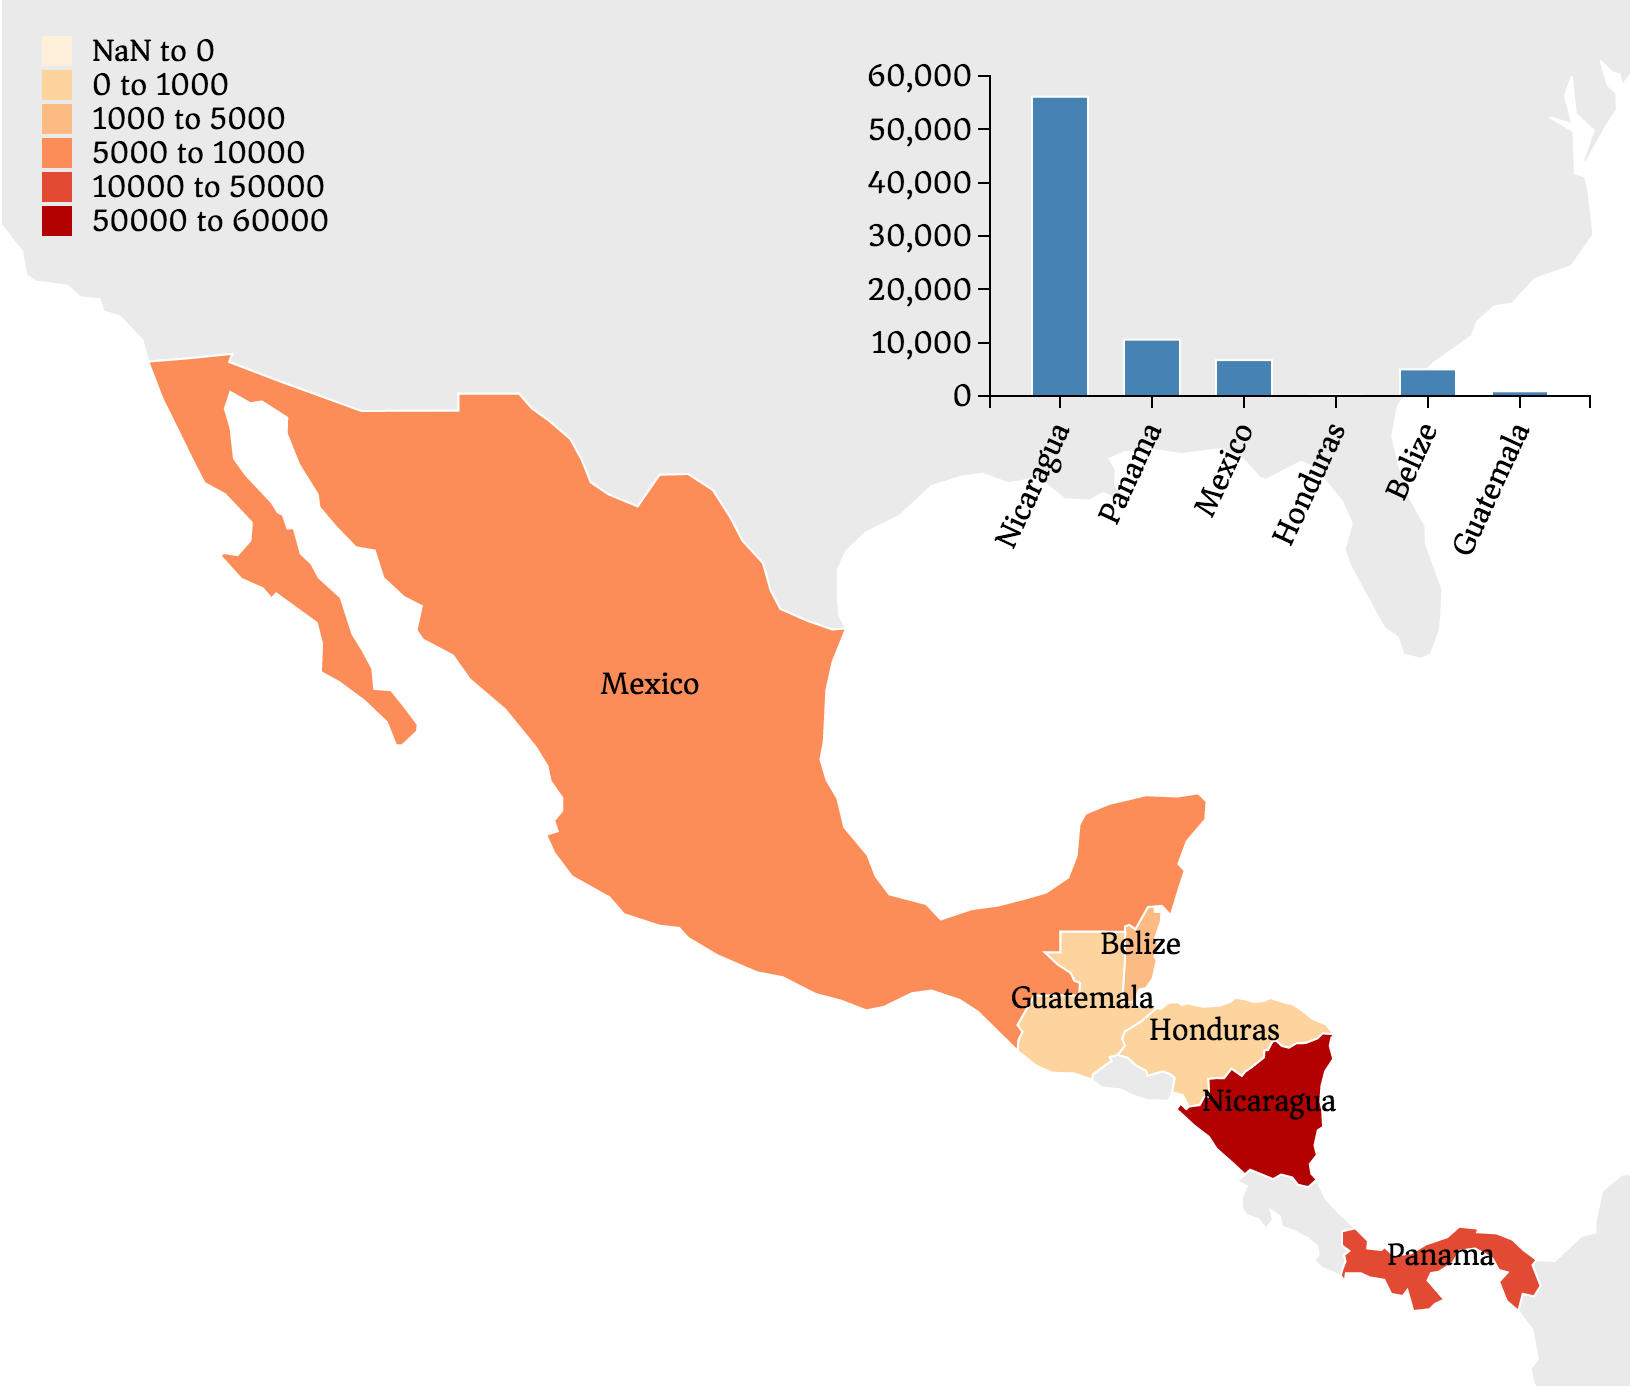 NaN to 0
0 to 1000
1000 to 5000
5000 to 10000
10000 to 50000
50000 to 60000
60,000
50,000
40,000
30,000
20,000
10,000
0
Nicaragua
Panama
Mexico
Honduras
Belize
Guatemala
Mexico
Belize
Guatemala
Honduras
Nicaragua
Panama